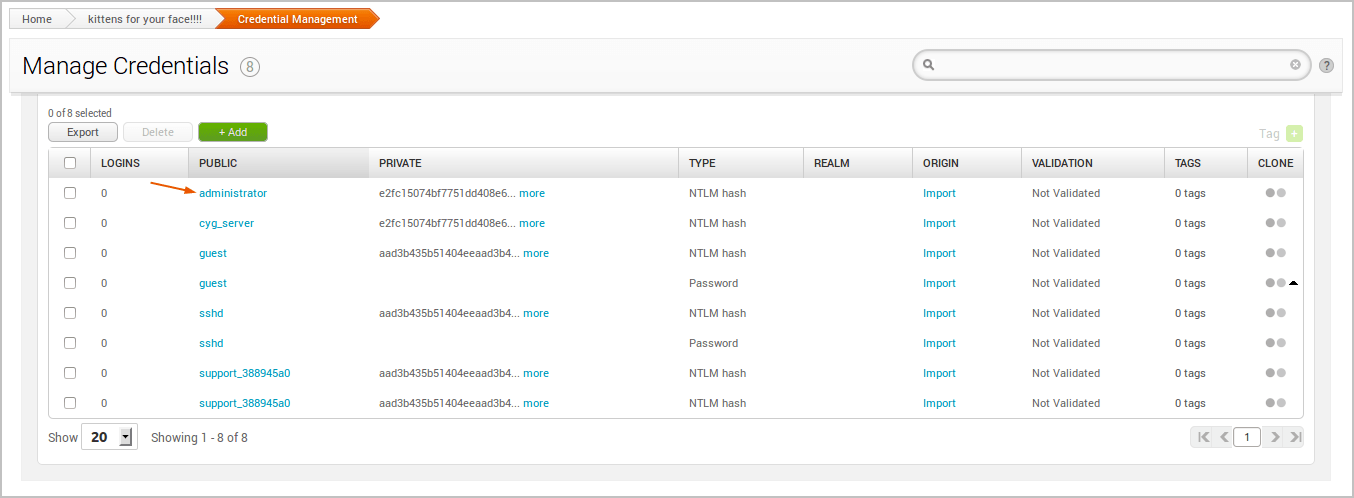 Home kittens for your face!!!! Credential Management
Manage Credentials 8 ?
0 of 8 selected
Export Delete + Add Tag +
LOGINS PUBLIC PRIVATE TYPE REALM ORIGIN VALIDATION TAGS CLONE
0 administrator e2fc15074bf7751dd408e6... more NTLM hash Import Not Validated 0 tags
0 cyg_server e2fc15074bf7751dd408e6... more NTLM hash Import Not Validated 0 tags
0 guest aad3b435b51404eeaad3b4... more NTLM hash Import Not Validated 0 tags
0 guest Password Import Not Validated 0 tags
0 sshd aad3b435b51404eeaad3b4... more NTLM hash Import Not Validated 0 tags
0 sshd Password Import Not Validated 0 tags
0 support_388945a0 aad3b435b51404eeaad3b4... more NTLM hash Import Not Validated 0 tags
0 support_388945a0 aad3b435b51404eeaad3b4... more NTLM hash Import Not Validated 0 tags
Show 20 Showing 1 - 8 of 8 1